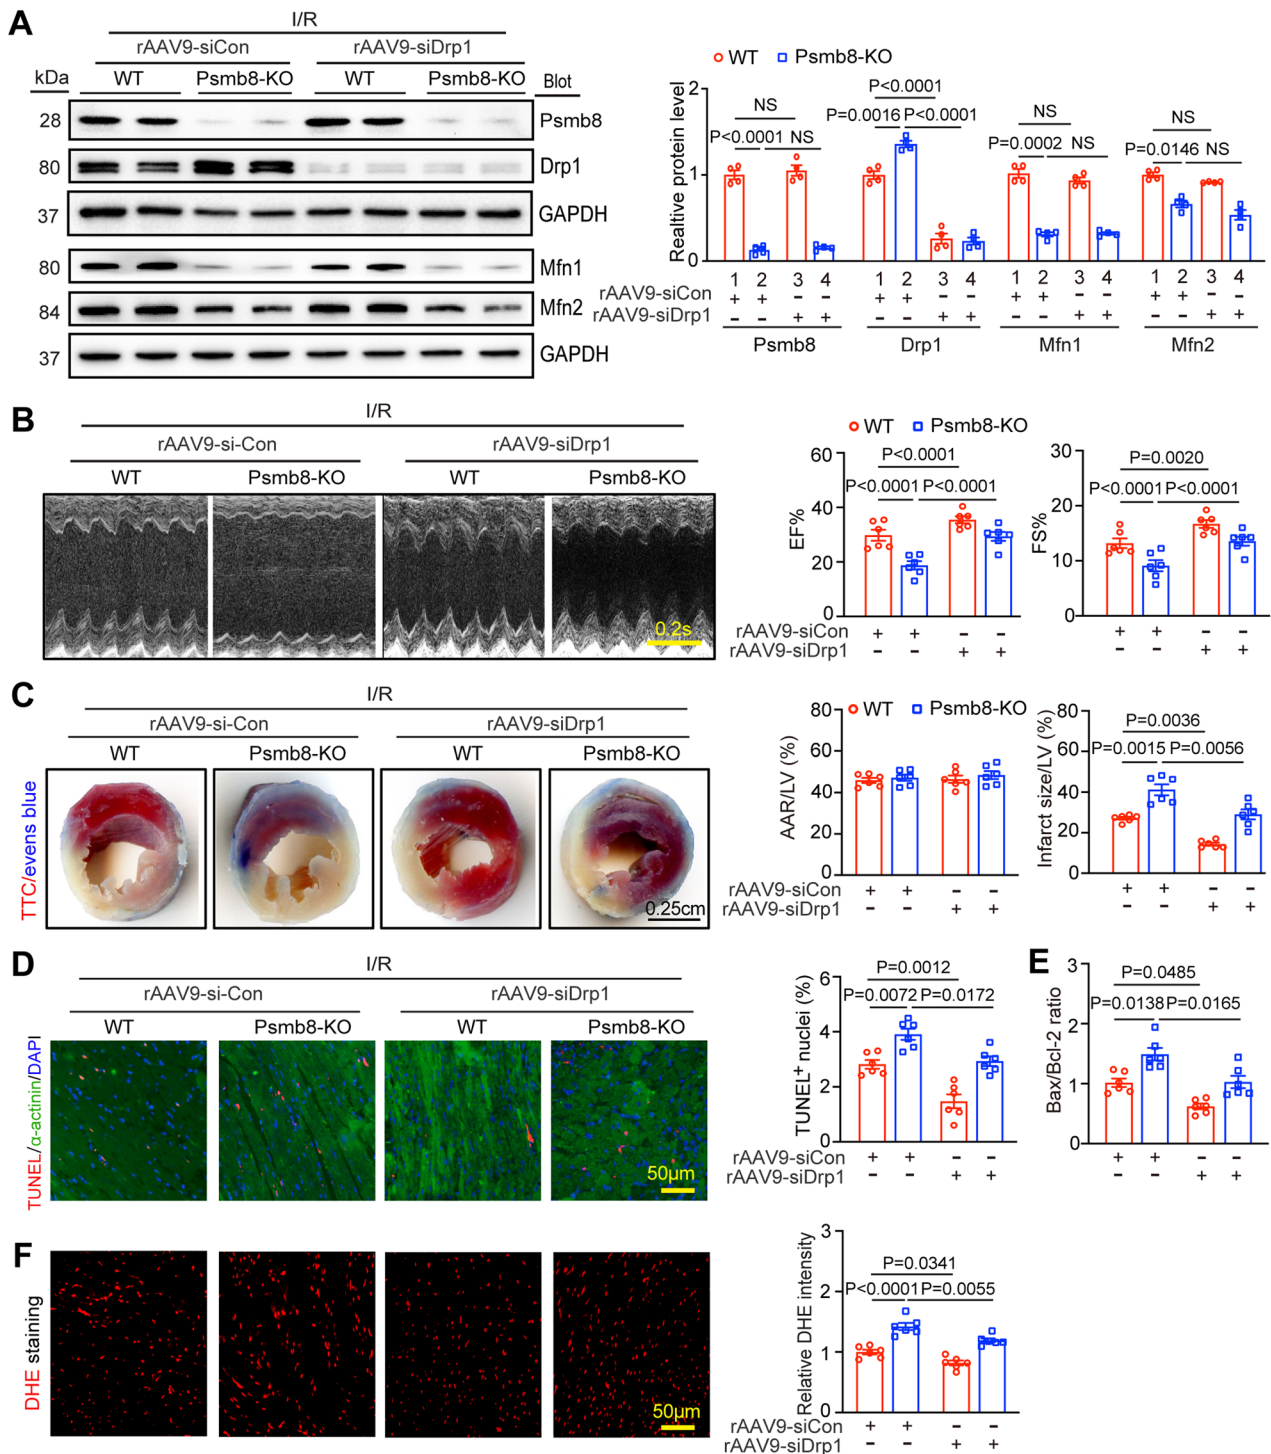 A
I/R
rAAV9-siCon rAAV9-siDrp1
kDa WT Psmb8-KO WT Psmb8-KO Blot
28 Psmb8
80 Drp1
37 GAPDH
80 Mfn1
84 Mfn2
37 GAPDH
WT Psmb8-KO
Realtive protein level
2
1
0
NS
P<0.0001 NS
P<0.0001
P=0.0016 P<0.0001
NS
P=0.0002 NS
NS
P=0.0146 NS
1 2 3 4 1 2 3 4 1 2 3 4 1 2 3 4
rAAV9-siCon + + - - + + - - + + - - + + - -
rAAV9-siDrp1 - - + + - - + + - - + + - - + +
Psmb8 Drp1 Mfn1 Mfn2
B
I/R
rAAV9-si-Con rAAV9-siDrp1
WT Psmb8-KO WT Psmb8-KO
0.2s
WT Psmb8-KO
EF%
60
40
20
0
P<0.0001
P<0.0001 P<0.0001
FS%
30
20
10
0
P=0.0020
P<0.0001 P<0.0001
rAAV9-siCon + + - - + + - -
rAAV9-siDrp1 - - + + - - + +
C
I/R
rAAV9-si-Con rAAV9-siDrp1
WT Psmb8-KO WT Psmb8-KO
TTC/evens blue
0.25cm
WT Psmb8-KO
AAR/LV (%)
80
60
40
20
0
Infarct size/LV (%)
80
60
40
20
0
P=0.0036
P=0.0015 P=0.0056
rAAV9-siCon + + - - + + - -
rAAV9-siDrp1 - - + + - - + +
D
I/R
rAAV9-si-Con rAAV9-siDrp1
WT Psmb8-KO WT Psmb8-KO
TUNEL/α-actinin/DAPI
50μm
TUNEL+ nuclei (%)
6
4
2
0
P=0.0012
P=0.0072 P=0.0172
E
Bax/Bcl-2 ratio
3
2
1
0
P=0.0485
P=0.0138 P=0.0165
rAAV9-siCon + + - - + + - -
rAAV9-siDrp1 - - + + - - + +
F
DHE staining
50μm
Relative DHE intensity
3
2
1
0
P=0.0341
P<0.0001 P=0.0055
rAAV9-siCon + + - -
rAAV9-siDrp1 - - + +